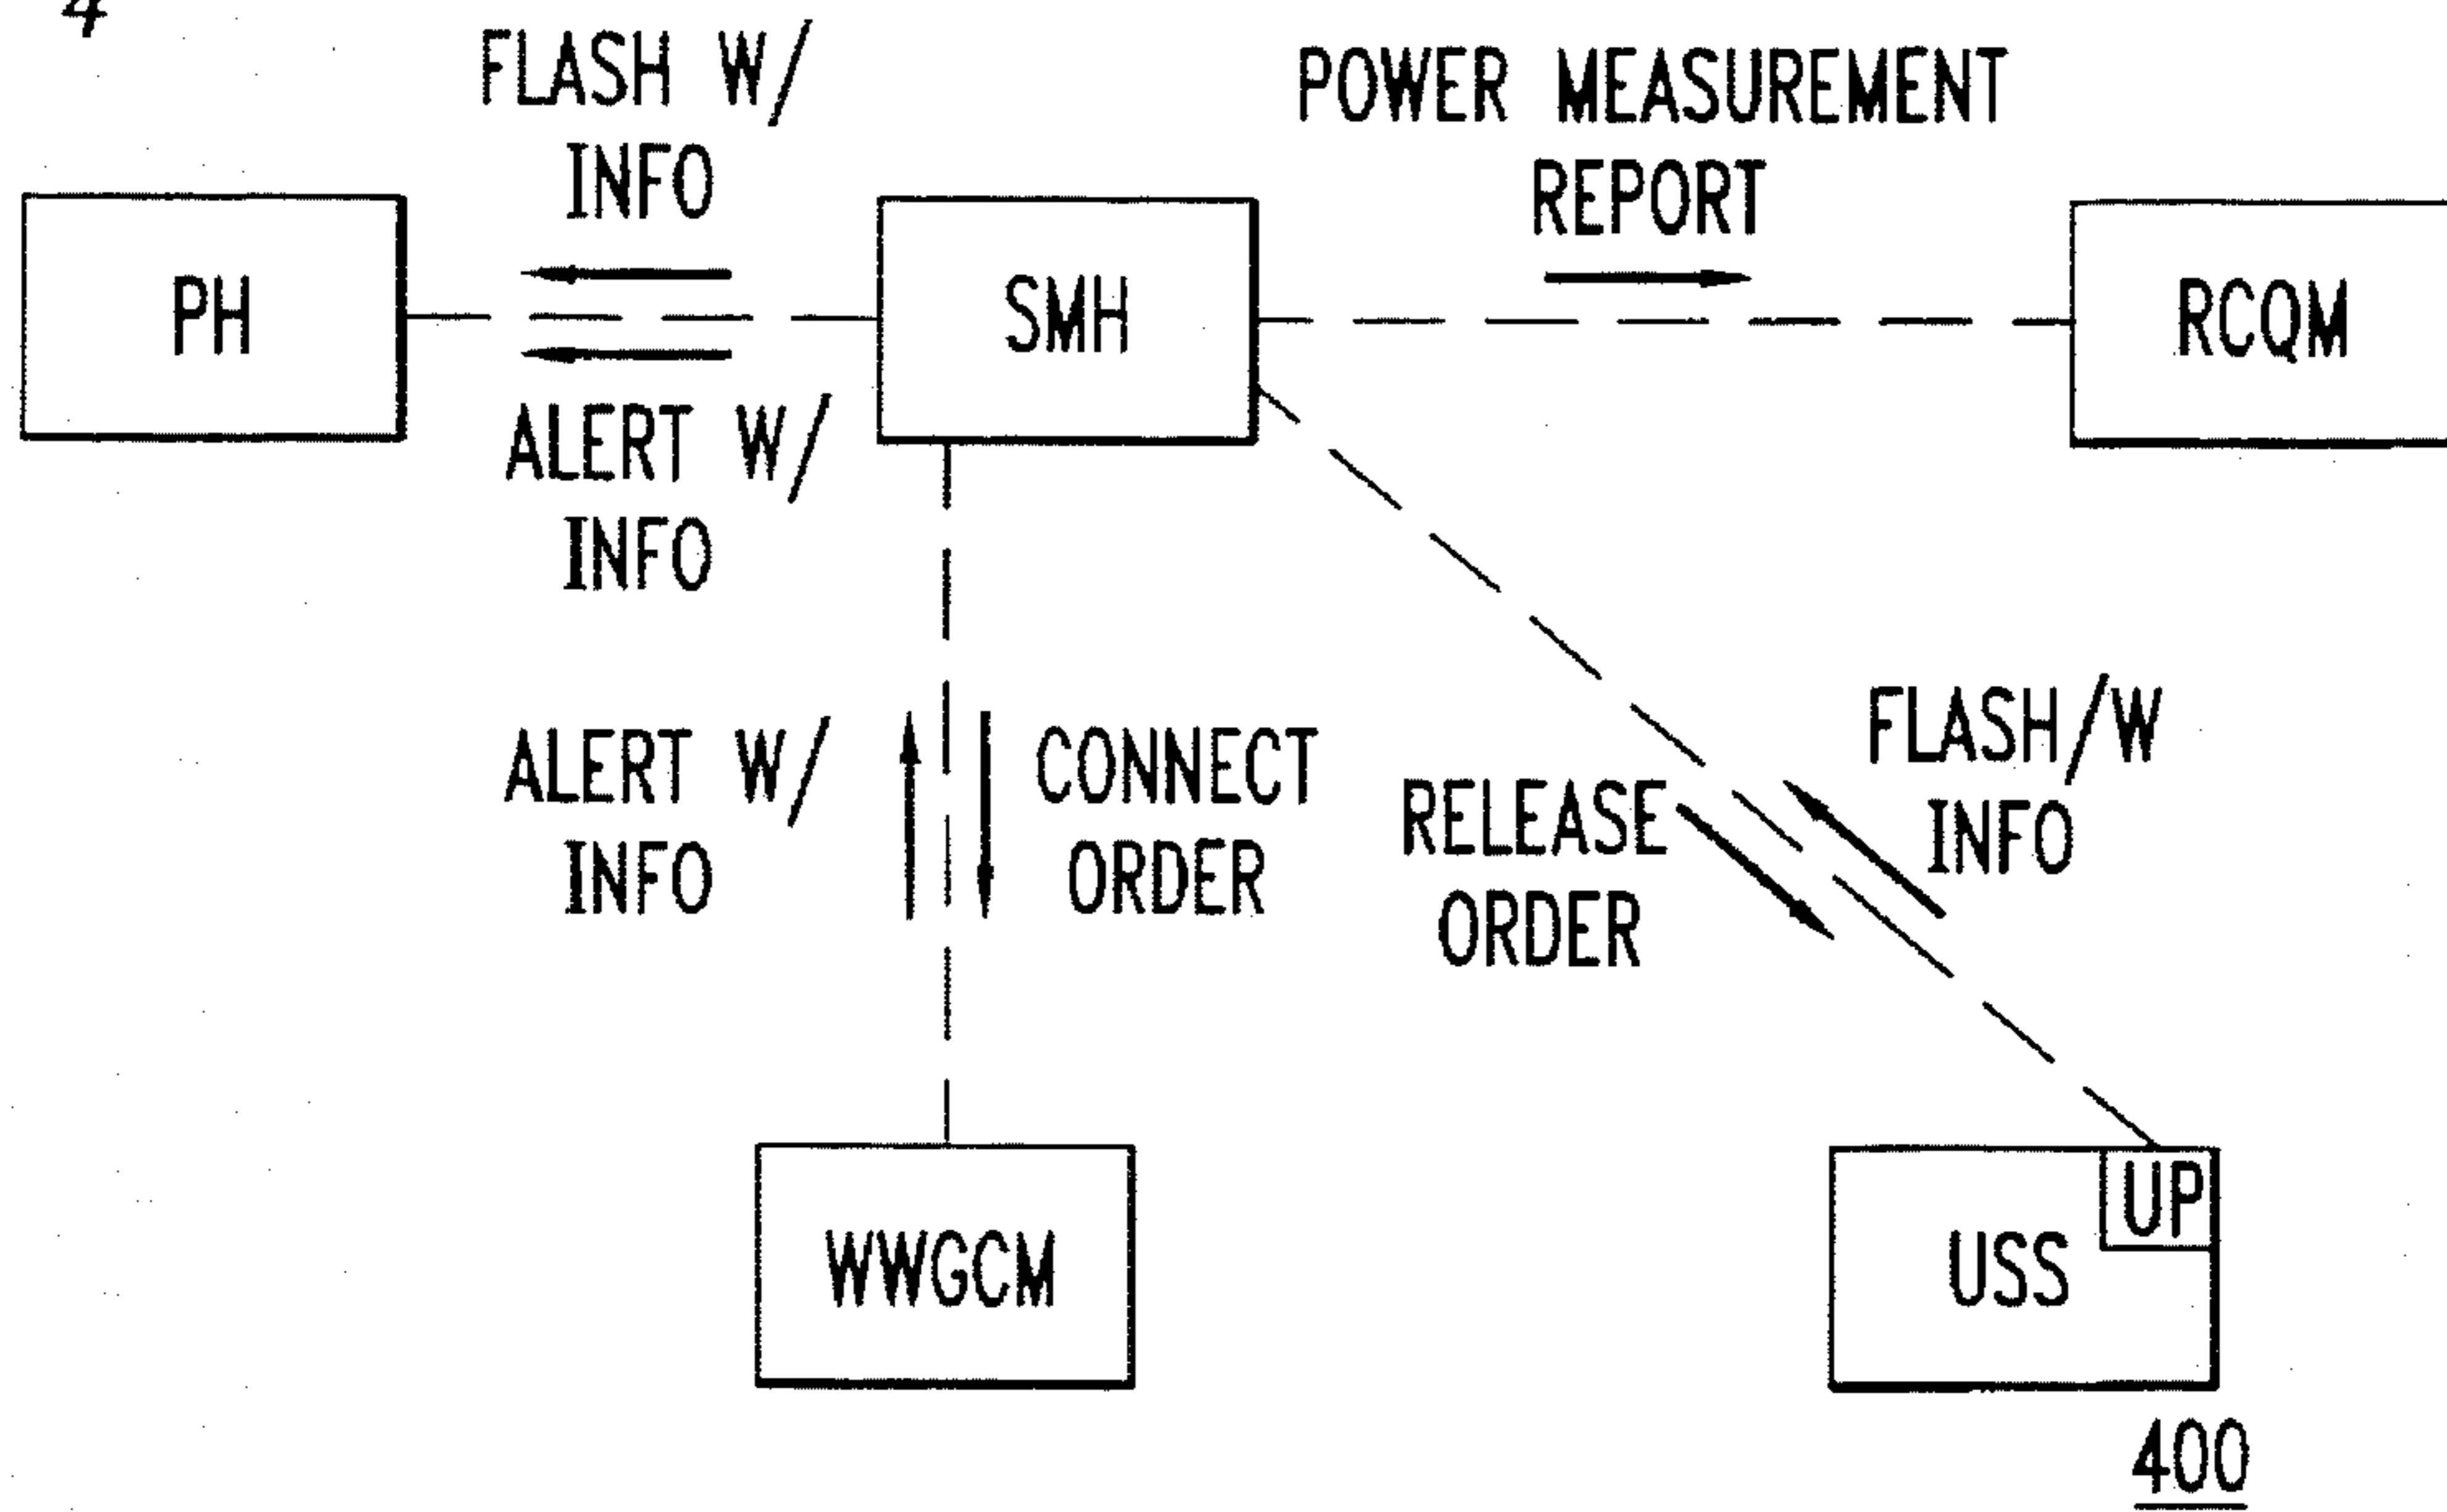 4
FLASH W/
INFO
POWER MEASUREMENT
REPORT
PH
SMH
RCQM
ALERT W/
INFO
ALERT W/
INFO
CONNECT
ORDER
RELEASE
ORDER
FLASH/W
INFO
WWGCM
USS
UP
400